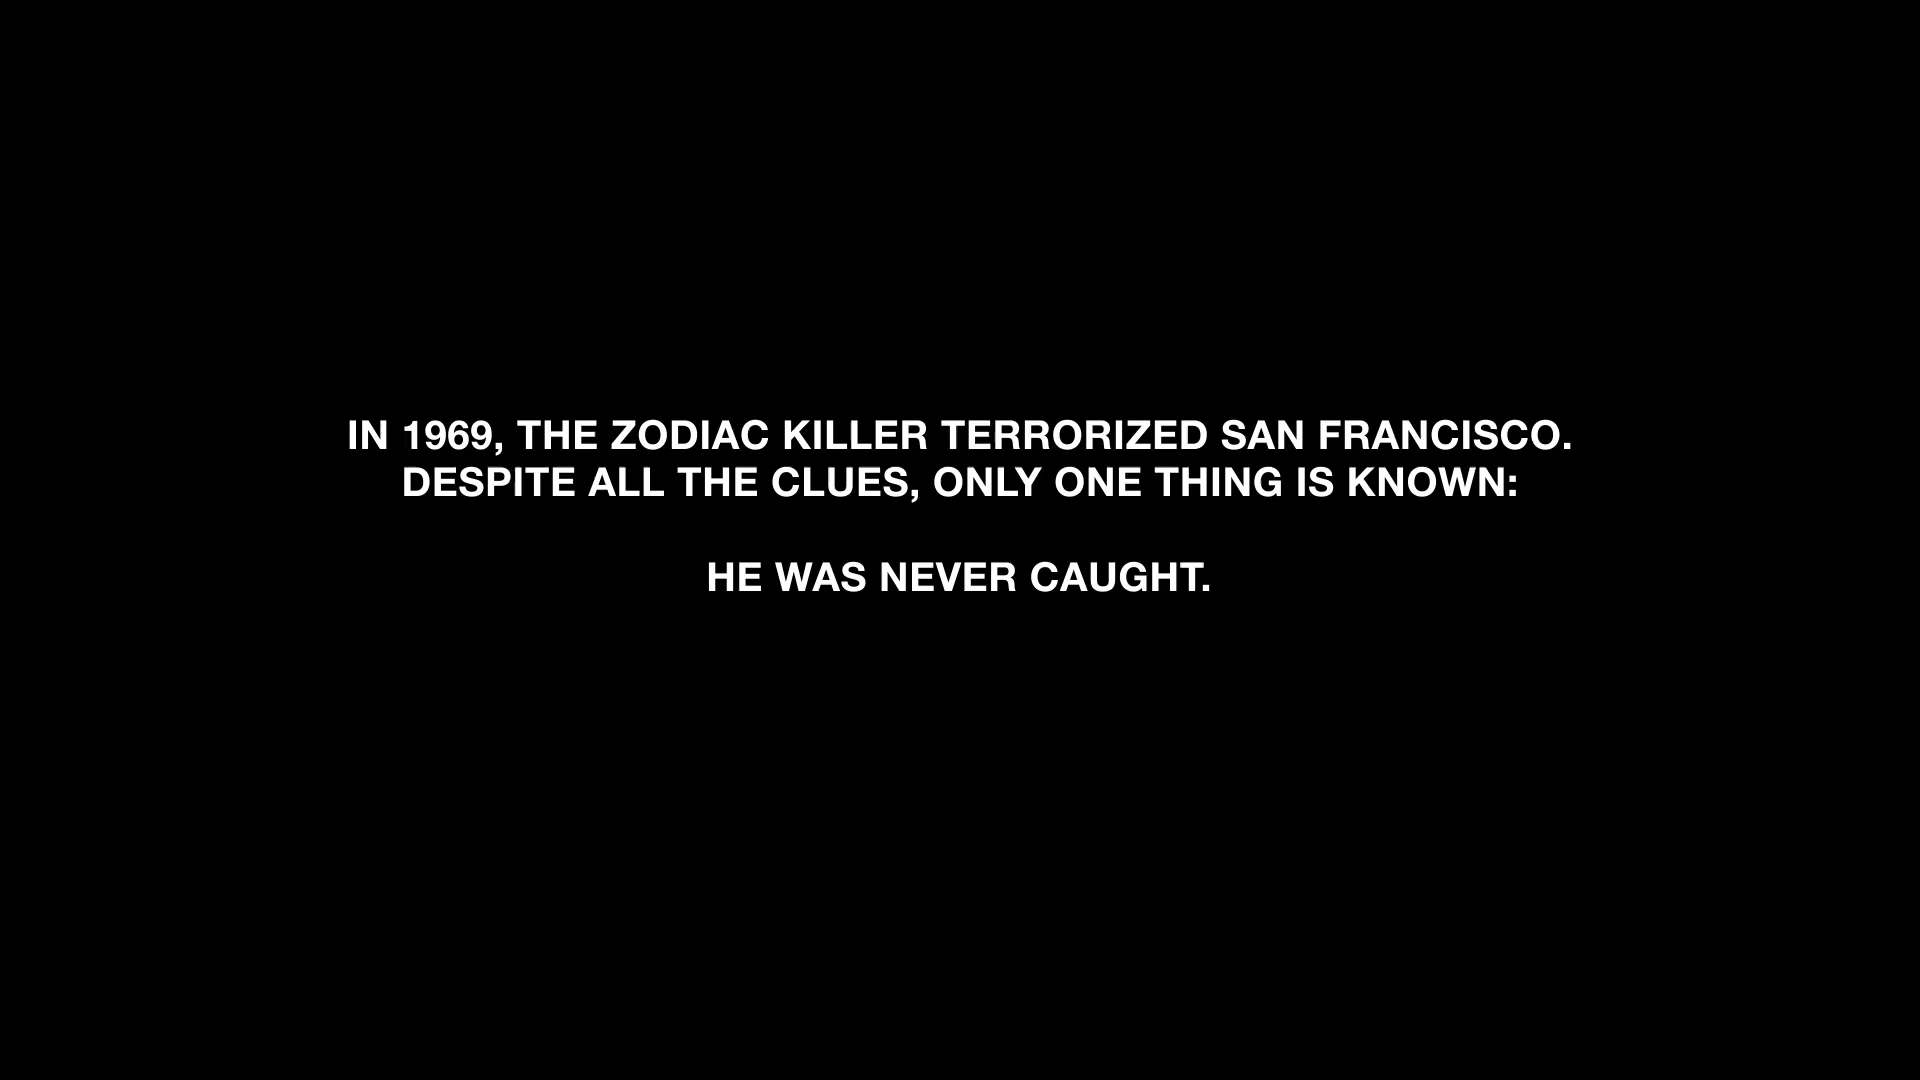 IN 1969, THE ZODIAC KILLER TERRORIZED SAN FRANCISCO.
DESPITE ALL THE CLUES, ONLY ONE THING IS KNOWN:
HE WAS NEVER CAUGHT.